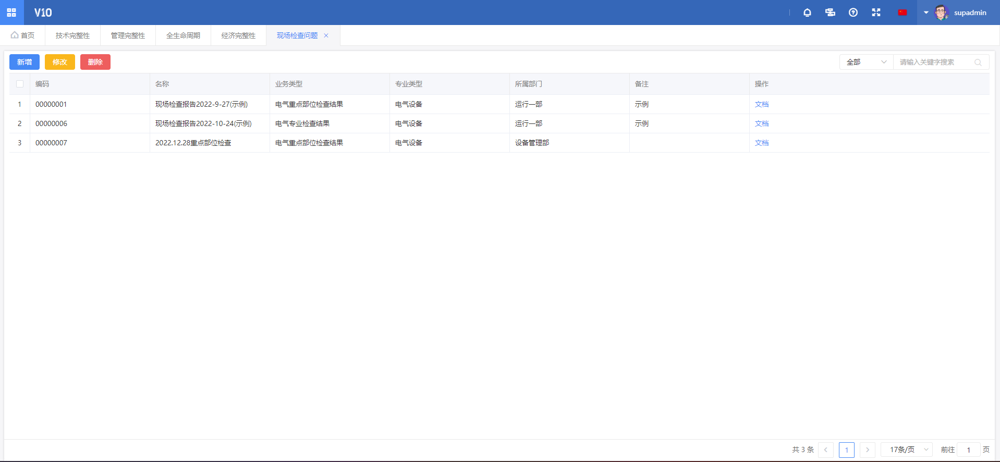 V10
supadmin
首页 技术完整性 管理完整性 全生命周期 经济完整性 现场检查问题
新增 修改 删除 全部 请输入关键字搜索
编码 名称 业务类型 专业类型 所属部门 备注 操作
1 00000001 现场检查报告2022-9-27(示例) 电气重点部位检查结果 电气设备 运行一部 示例 文档
2 00000006 现场检查报告2022-10-24(示例) 电气专业检查结果 电气设备 运行一部 示例 文档
3 00000007 2022.12.28重点部位检查 电气重点部位检查结果 电气设备 设备管理部 文档
共 3 条 1 17条/页 前往 1 页